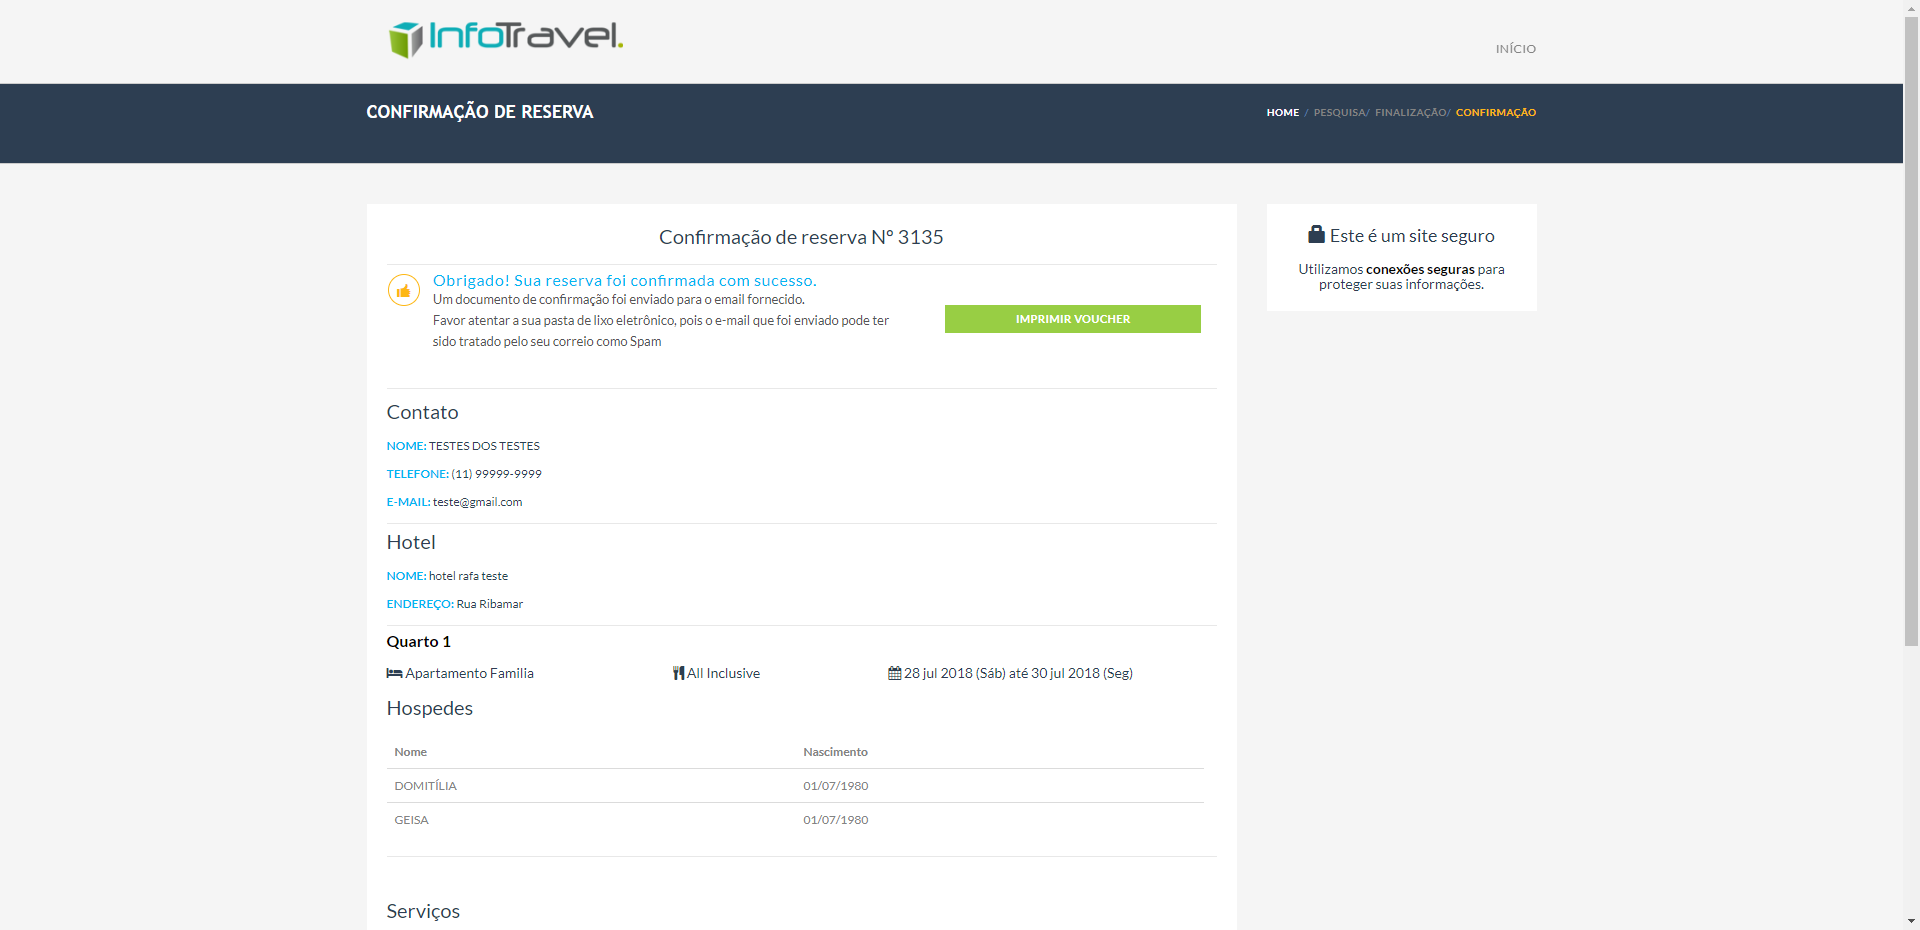 InfoTravel.
INÍCIO
CONFIRMAÇÃO DE RESERVA
HOME / PESQUISA/ FINALIZAÇÃO/ CONFIRMAÇÃO
Confirmação de reserva Nº 3135
Obrigado! Sua reserva foi confirmada com sucesso.
Um documento de confirmação foi enviado para o email fornecido.
Favor atentar a sua pasta de lixo eletrônico, pois o e-mail que foi enviado pode ter
sido tratado pelo seu correio como Spam
IMPRIMIR VOUCHER
Este é um site seguro
Utilizamos conexões seguras para
proteger suas informações.
Contato
NOME: TESTES DOS TESTES
TELEFONE: (11) 99999-9999
E-MAIL: teste@gmail.com
Hotel
NOME: hotel rafa teste
ENDEREÇO: Rua Ribamar
Quarto 1
Apartamento Familia All Inclusive 28 jul 2018 (Sáb) até 30 jul 2018 (Seg)
Hospedes
Nome Nascimento
DOMITÍLIA 01/07/1980
GEISA 01/07/1980
Serviços